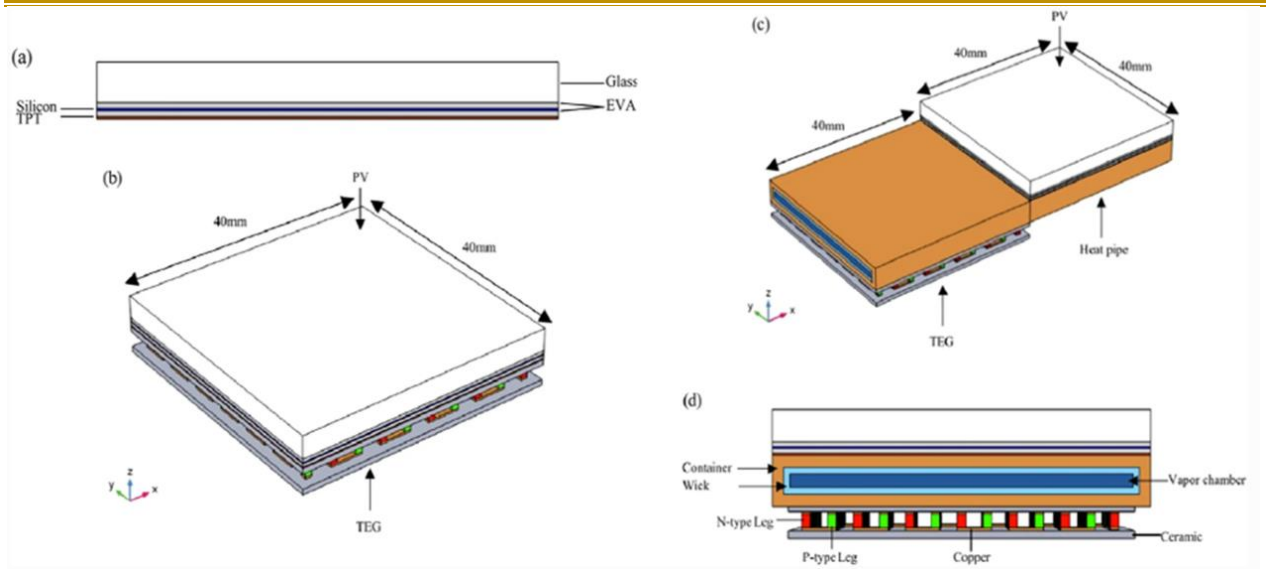 (a)
Glass
EVA
Silicon
TPT
(b)
PV
40mm
40mm
TEG
z
y
x
(c)
PV
40mm
40mm
40mm
Heat pipe
TEG
z
y
x
(d)
Container
Wick
Vapor chamber
N-type Leg
P-type Leg
Copper
Ceramic